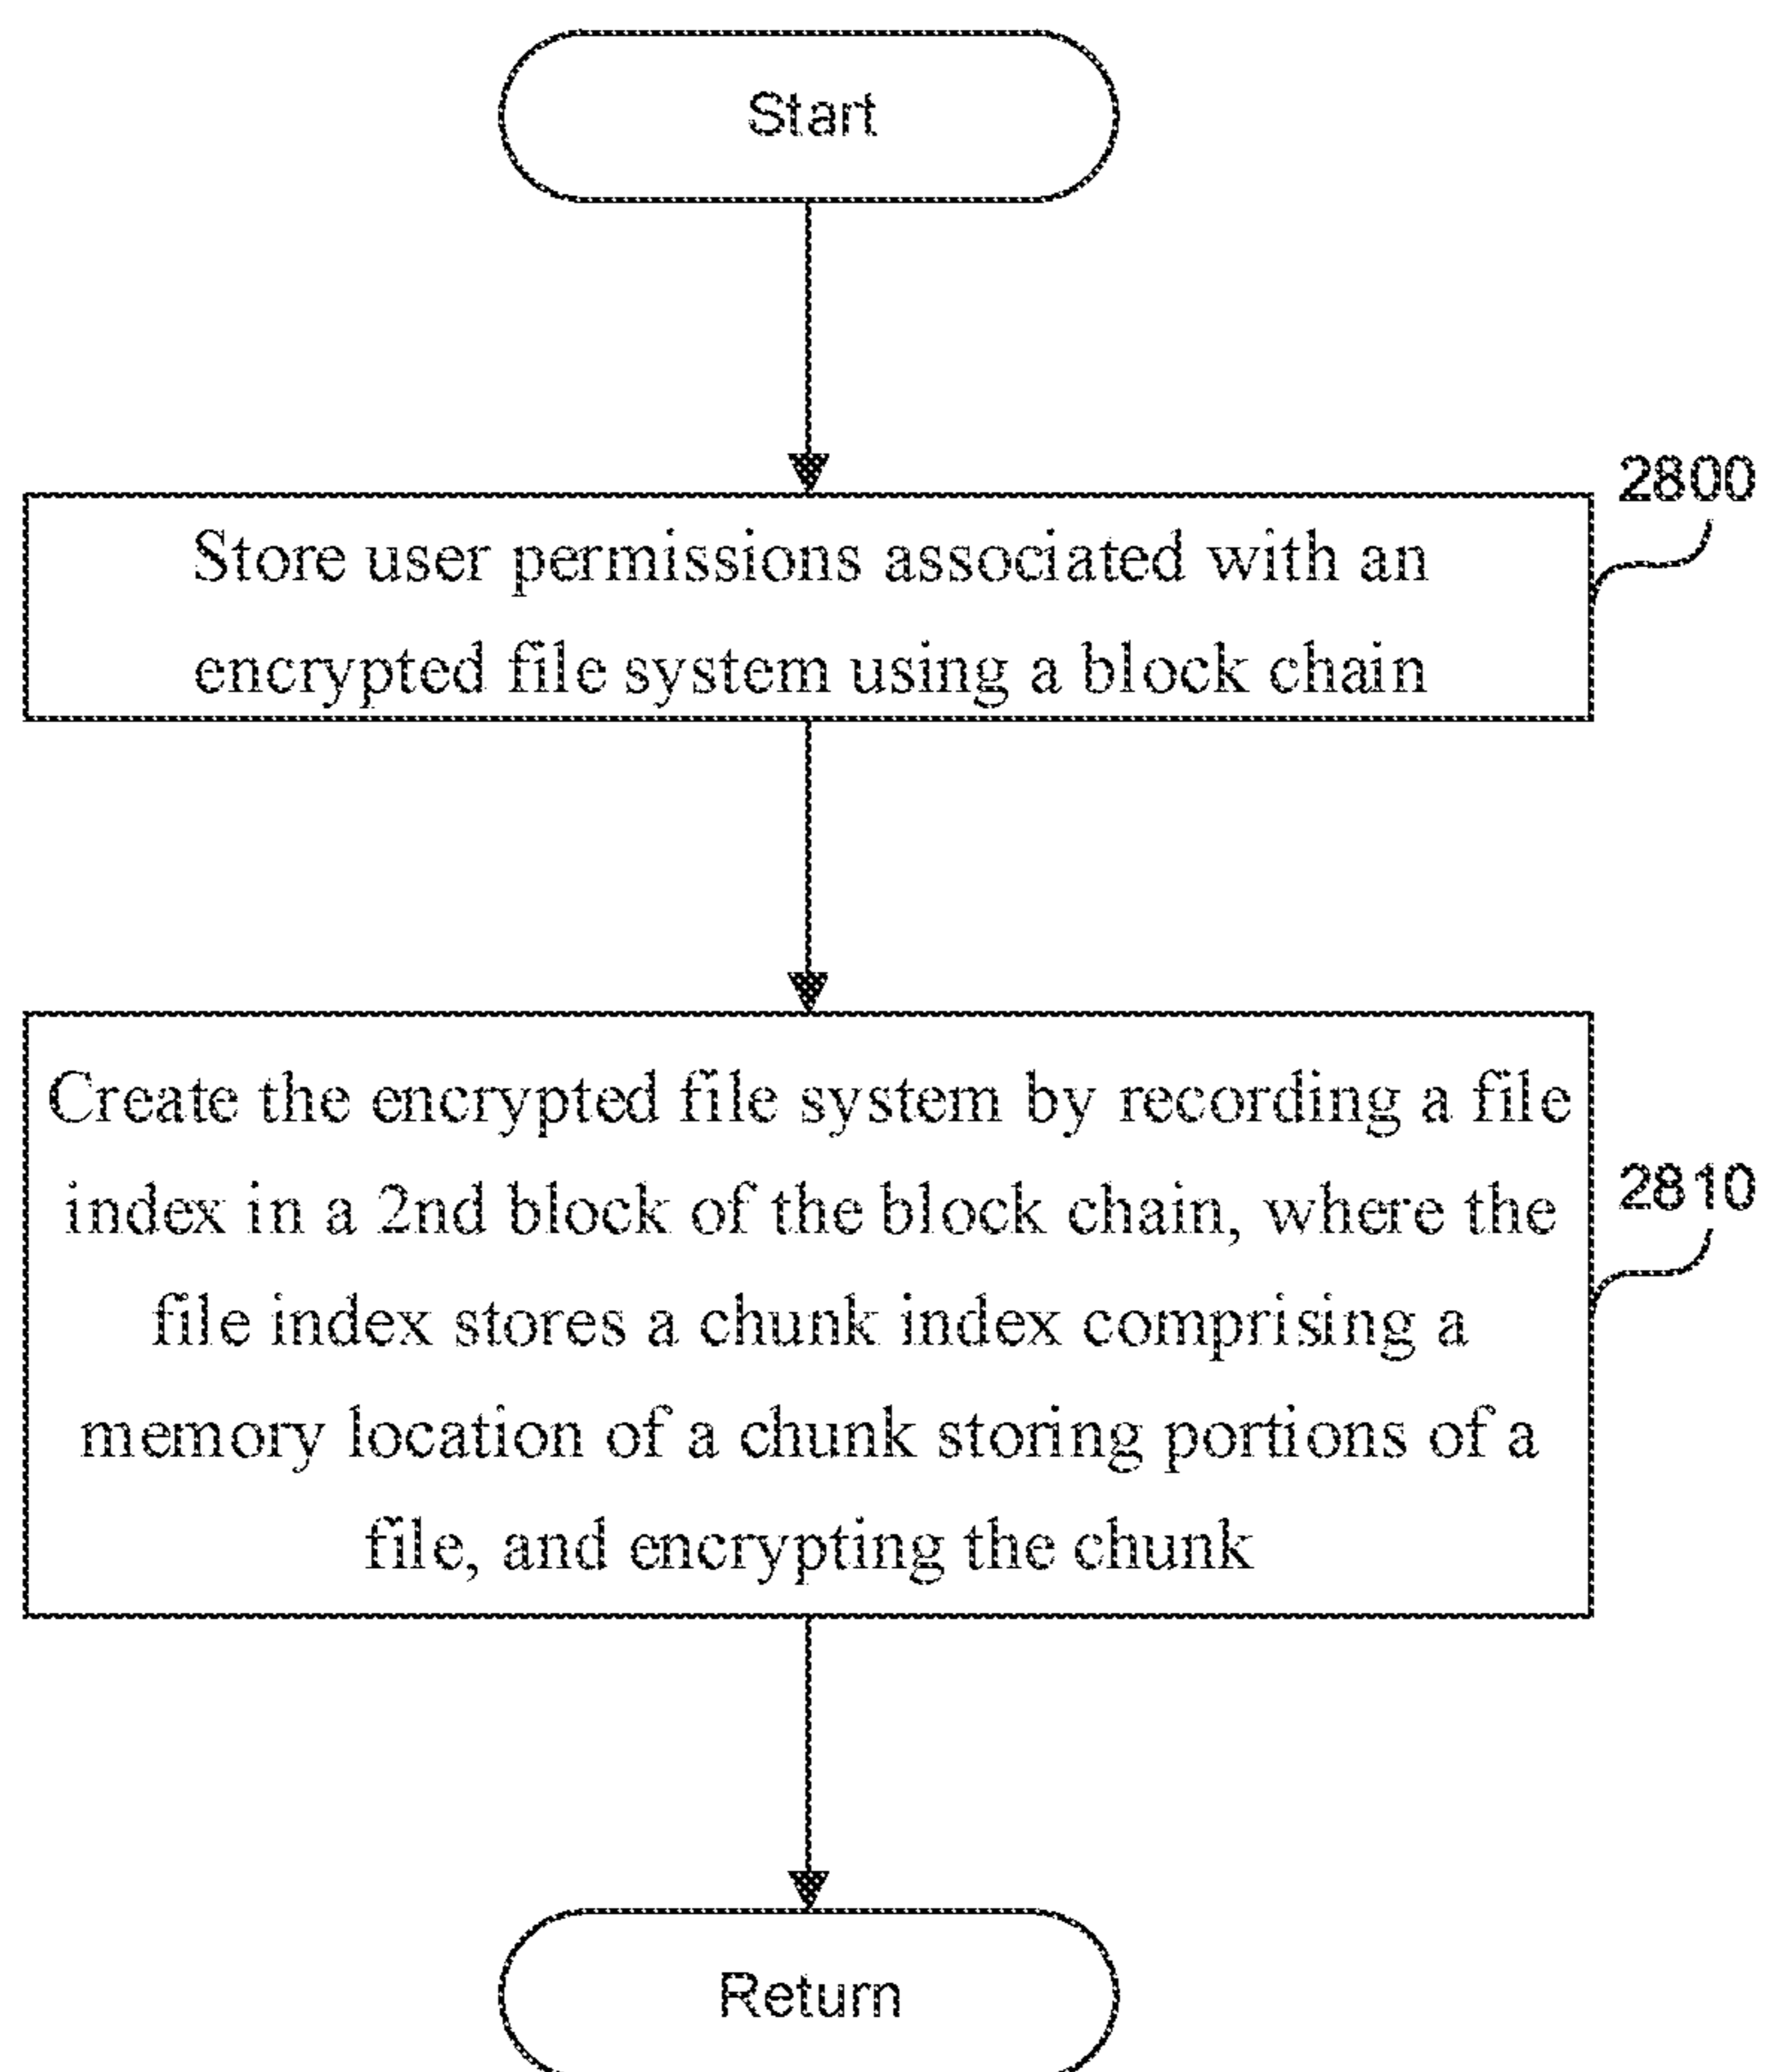 Start
2800
Store user permissions associated with an
encrypted file system using a block chain
Create the encrypted file system by recording a file
index in a 2nd block of the block chain, where the
2810
file index stores a chunk index comprising a
memory location of a chunk storing portions of a
file, and encrypting the chunk
Return